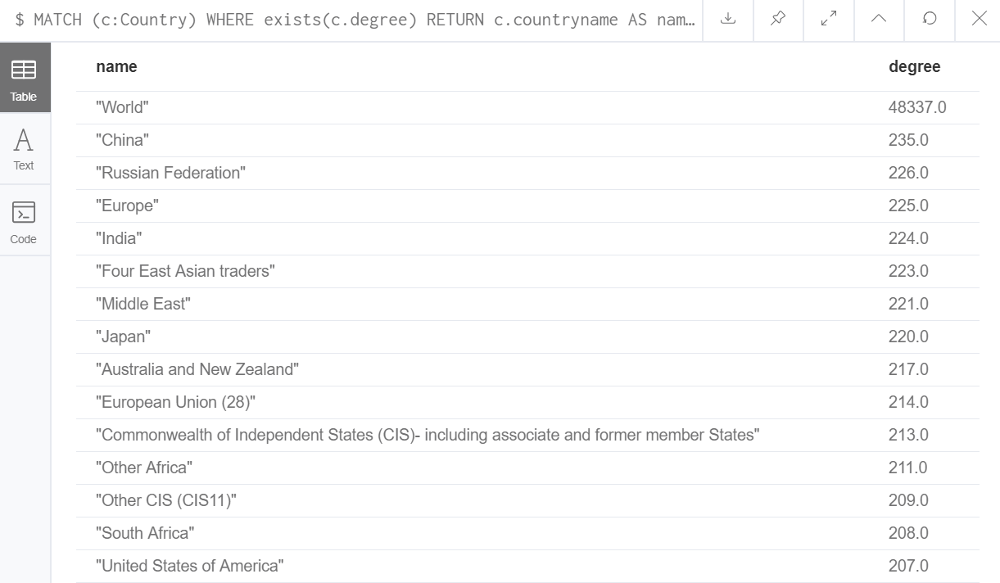 $ MATCH (c:Country) WHERE exists(c.degree) RETURN c.countryname AS nam…
Table
Text
Code
name degree
"World" 48337.0
"China" 235.0
"Russian Federation" 226.0
"Europe" 225.0
"India" 224.0
"Four East Asian traders" 223.0
"Middle East" 221.0
"Japan" 220.0
"Australia and New Zealand" 217.0
"European Union (28)" 214.0
"Commonwealth of Independent States (CIS)- including associate and former member States" 213.0
"Other Africa" 211.0
"Other CIS (CIS11)" 209.0
"South Africa" 208.0
"United States of America" 207.0